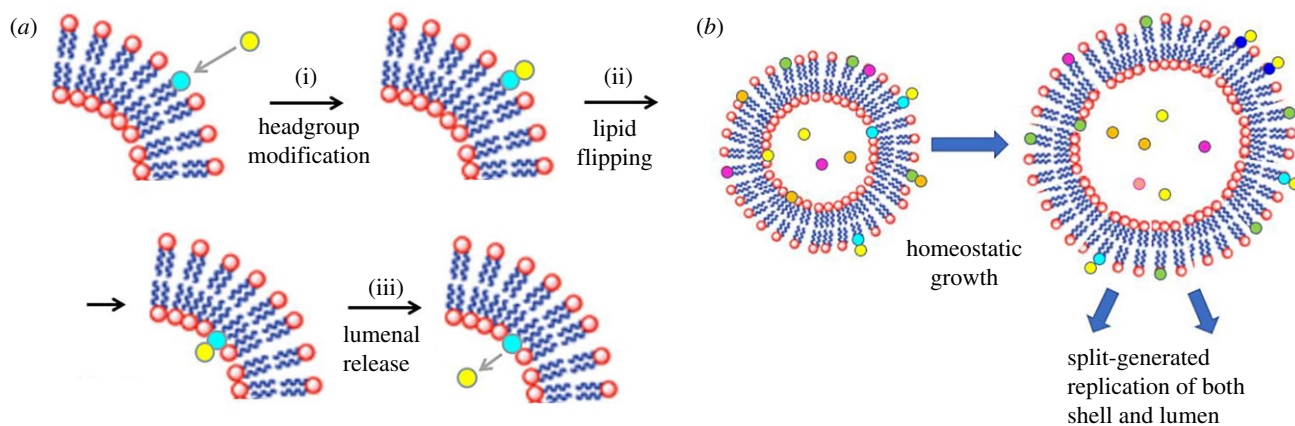 (a)
(i)
headgroup
modification
(ii)
lipid
flipping
(iii)
lumenal
release
(b)
homeostatic
growth
split-generated
replication of both
shell and lumen